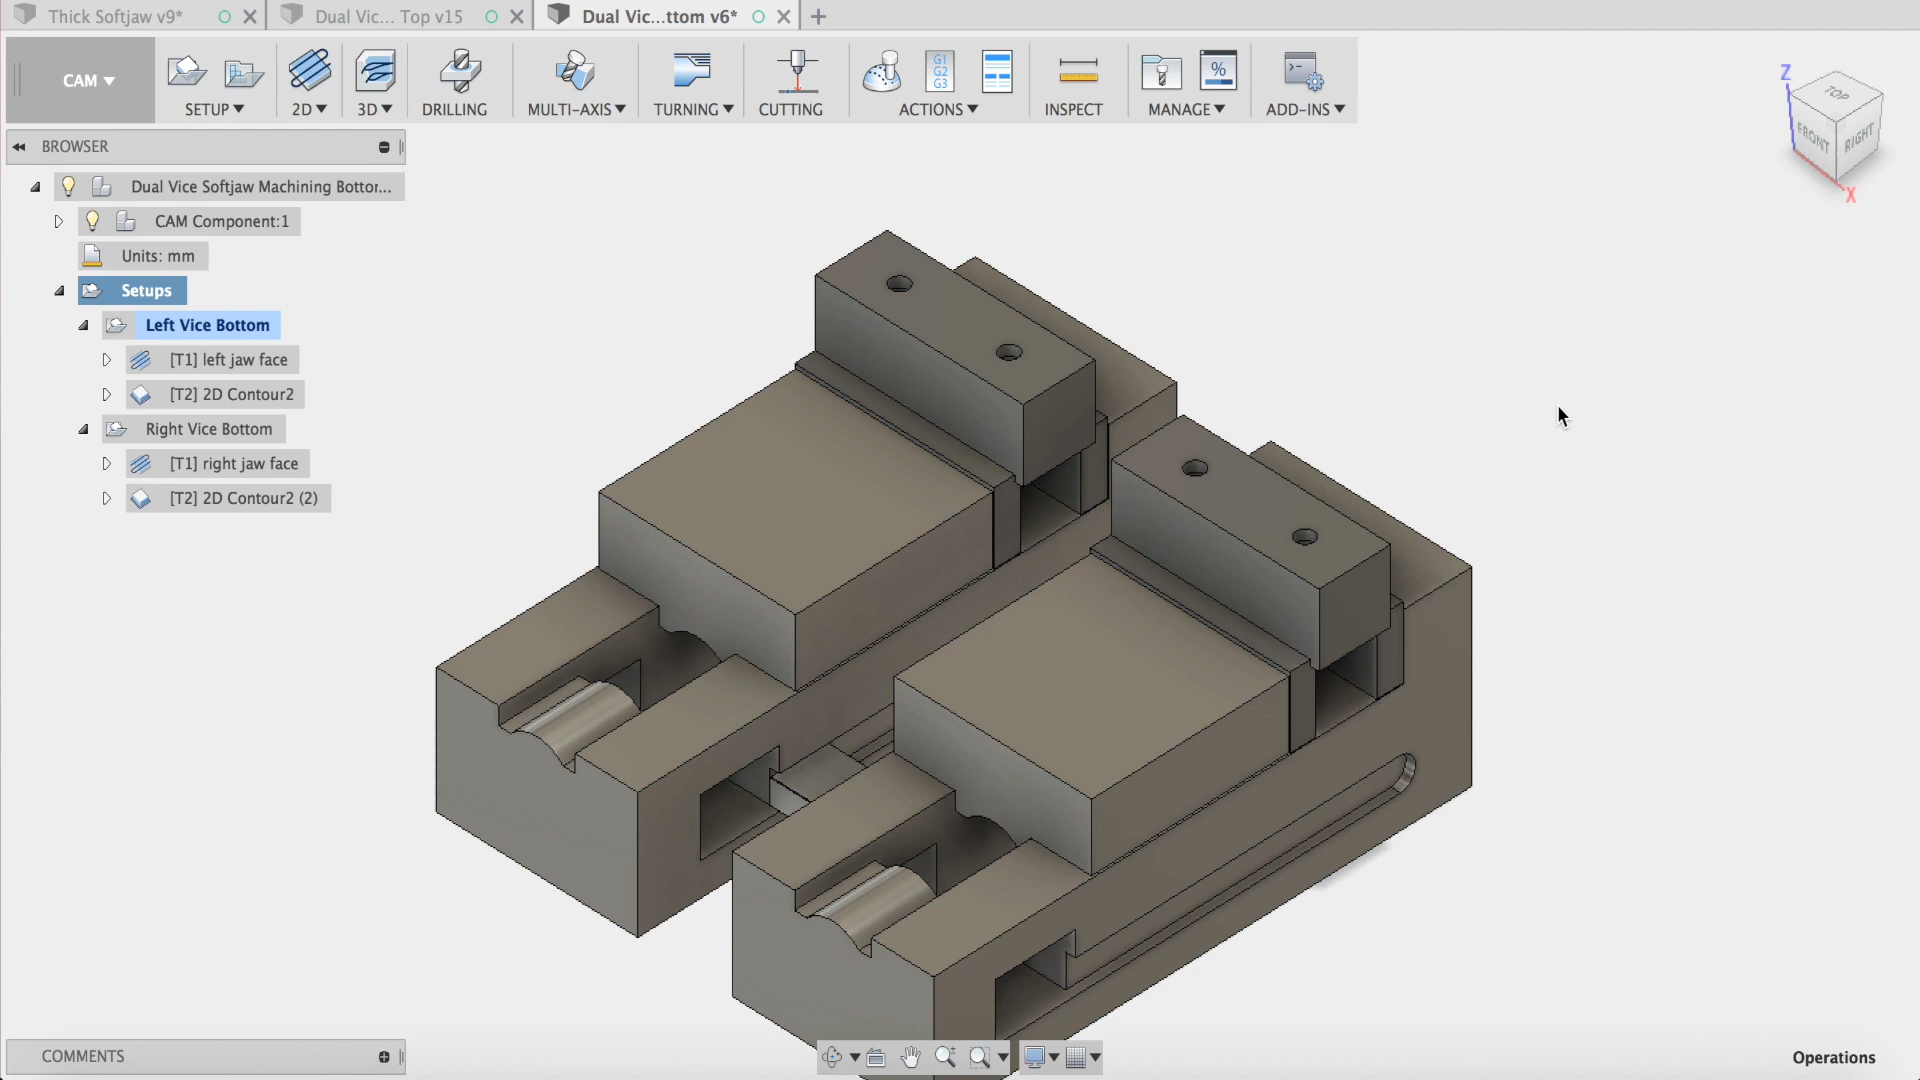 Thick Softjaw v9*
Dual Vic... Top v15
Dual Vic...ttom v6*
CAM
SETUP
2D
3D
DRILLING
MULTI-AXIS
TURNING
CUTTING
G1
G2
G3
ACTIONS
INSPECT
%
MANAGE
ADD-INS
BROWSER
Dual Vice Softjaw Machining Bottor...
CAM Component:1
Units: mm
Setups
Left Vice Bottom
[T1] left jaw face
[T2] 2D Contour2
Right Vice Bottom
[T1] right jaw face
[T2] 2D Contour2 (2)
Z
TOP
FRONT
RIGHT
X
COMMENTS
Operations